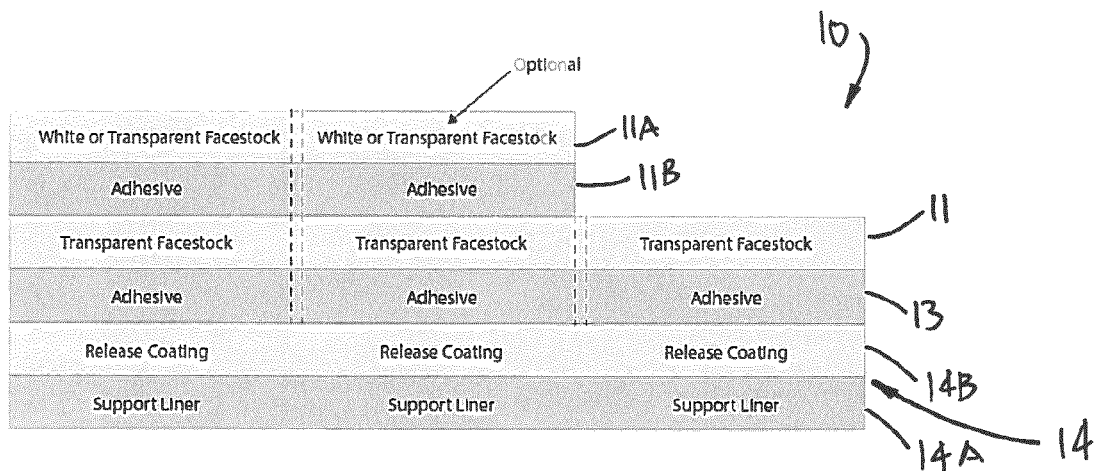 10
Optional
White or Transparent Facestock White or Transparent Facestock 11A
Adhesive Adhesive 11B
Transparent Facestock Transparent Facestock Transparent Facestock 11
Adhesive Adhesive Adhesive 13
Release Coating Release Coating Release Coating 14B
Support Liner Support Liner Support Liner 14A
14